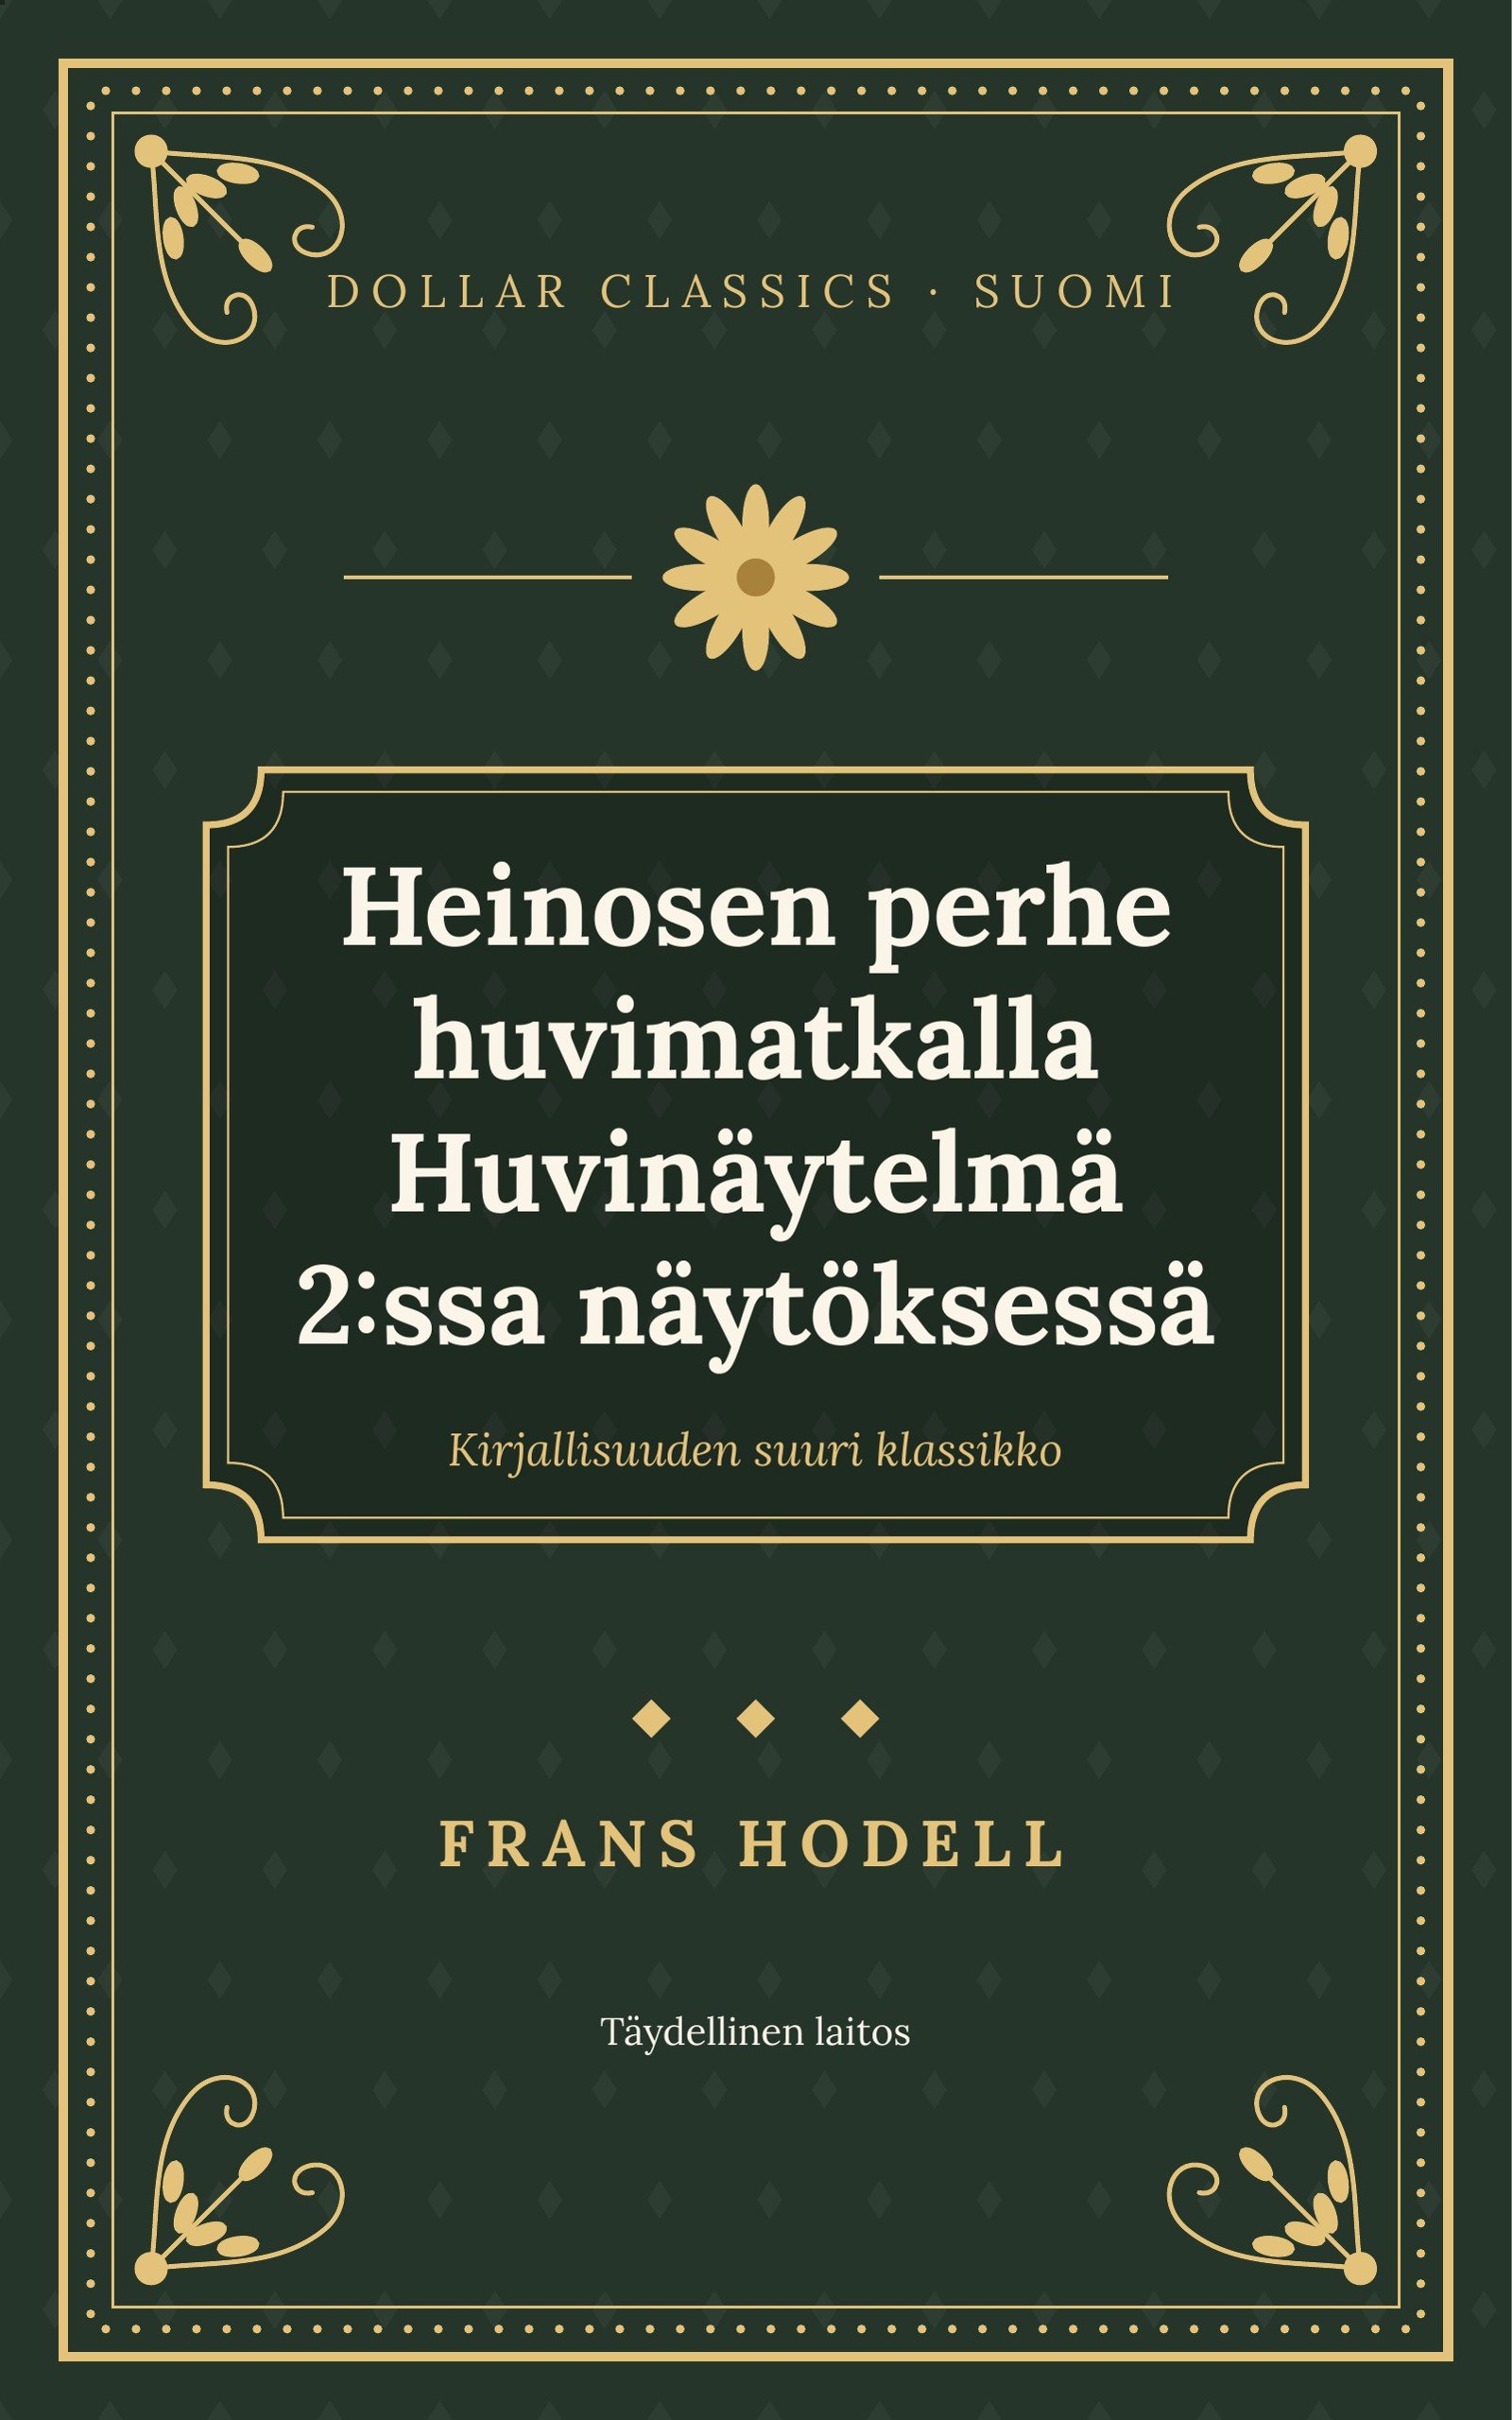 DOLLAR CLASSICS · SUOMI
Heinosen perhe
huvimatkalla
Huvinäytelmä
2:ssa näytöksessä
Kirjallisuuden suuri klassikko
FRANS HODELL
Täydellinen laitos